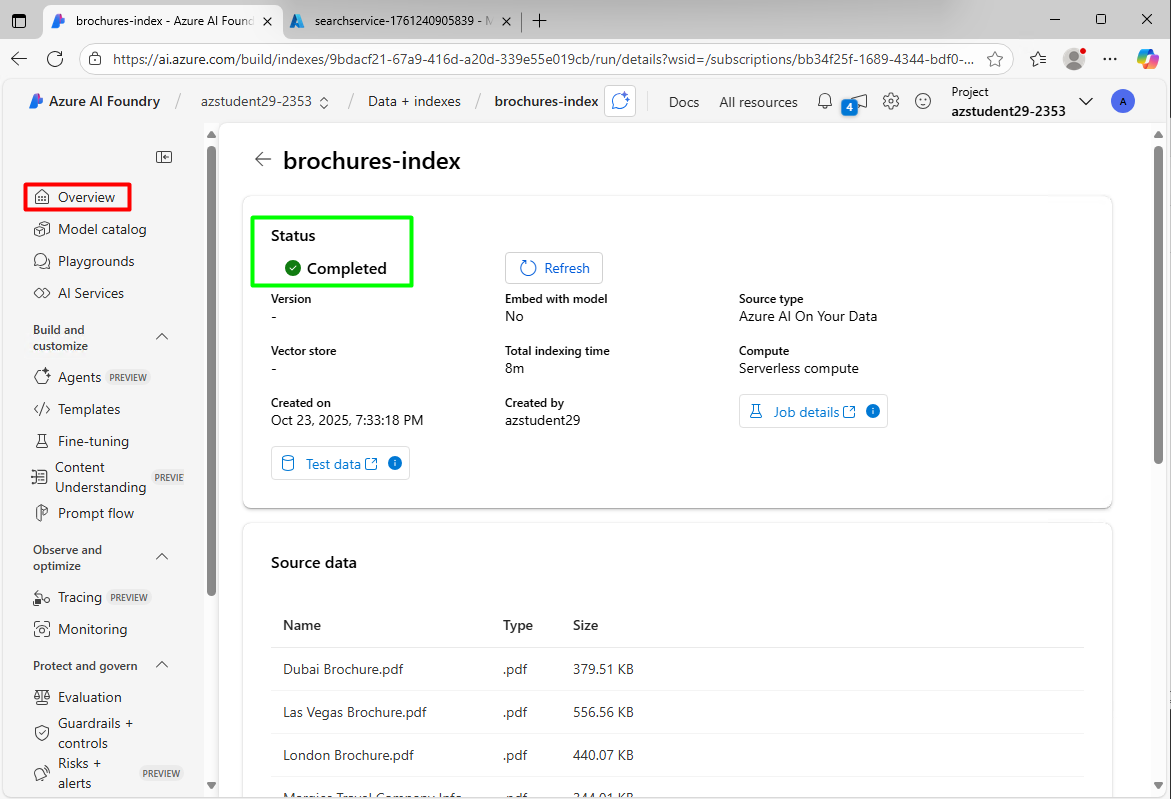 brochures-index - Azure AI Found
searchservice-1761240905839 - M
https://ai.azure.com/build/indexes/9bdacf21-67a9-416d-a20d-339e55e019cb/run/details?wsid=/subscriptions/bb34f25f-1689-4344-bdf0-...
Azure AI Foundry / azstudent29-2353 / Data + indexes / brochures-index
Docs
All resources
4
Project
azstudent29-2353
A
Overview
Model catalog
Playgrounds
AI Services
Build and
customize
Agents PREVIEW
Templates
Fine-tuning
Content
Understanding PREVIE
Prompt flow
Observe and
optimize
Tracing PREVIEW
Monitoring
Protect and govern
Evaluation
Guardrails +
controls
Risks +
alerts PREVIEW
brochures-index
Status
Completed
Refresh
Version
-
Embed with model
No
Source type
Azure AI On Your Data
Vector store
-
Total indexing time
8m
Compute
Serverless compute
Created on
Oct 23, 2025, 7:33:18 PM
Created by
azstudent29
Job details
Test data
Source data
Name Type Size
Dubai Brochure.pdf .pdf 379.51 KB
Las Vegas Brochure.pdf .pdf 556.56 KB
London Brochure.pdf .pdf 440.07 KB